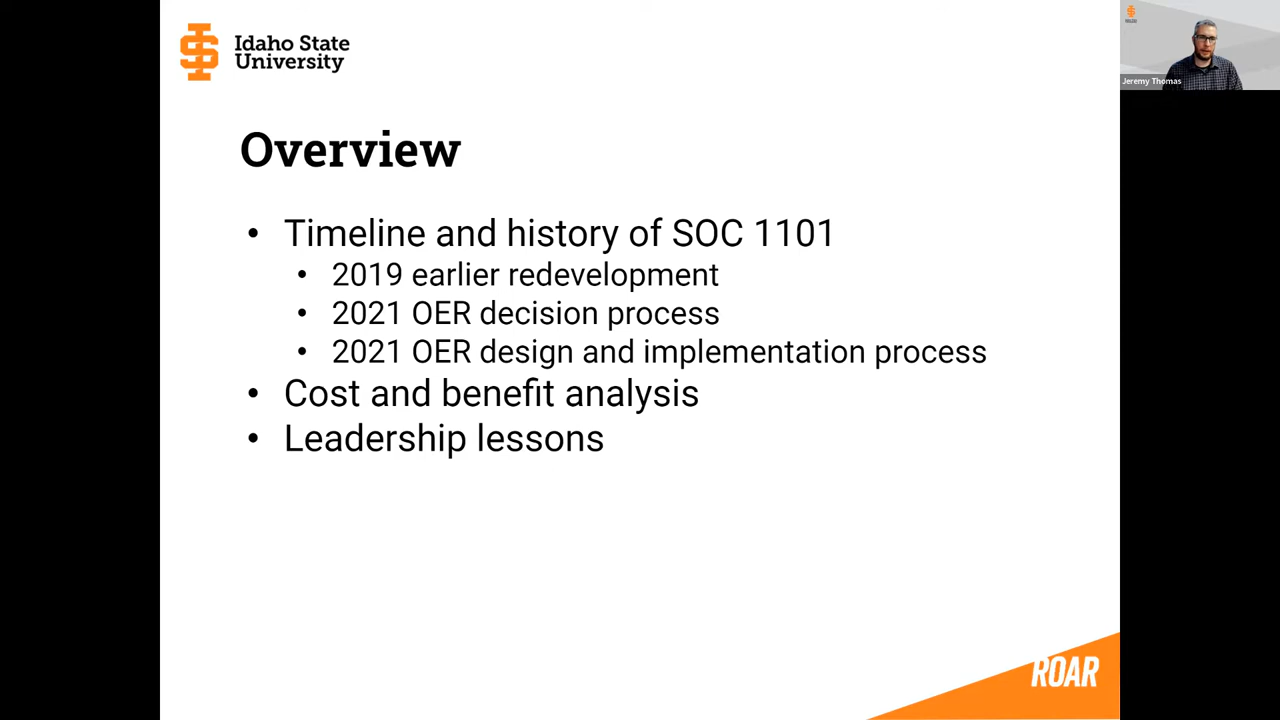 Idaho State
University
Jeremy Thomas
Overview
• Timeline and history of SOC 1101
• 2019 earlier redevelopment
• 2021 OER decision process
• 2021 OER design and implementation process
• Cost and benefit analysis
• Leadership lessons
ROAR